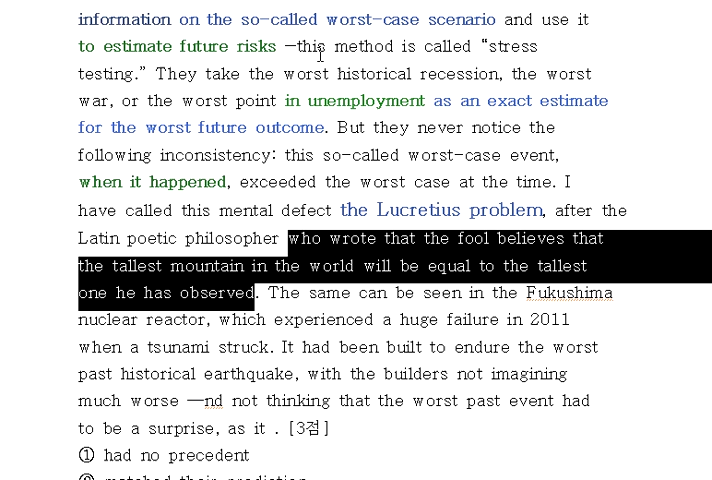 information on the so-called worst-case scenario and use it
to estimate future risks —this method is called “stress
testing.” They take the worst historical recession, the worst
war, or the worst point in unemployment as an exact estimate
for the worst future outcome. But they never notice the
following inconsistency: this so-called worst-case event,
when it happened, exceeded the worst case at the time. I
have called this mental defect the Lucretius problem, after the
Latin poetic philosopher who wrote that the fool believes that
the tallest mountain in the world will be equal to the tallest
one he has observed. The same can be seen in the Fukushima
nuclear reactor, which experienced a huge failure in 2011
when a tsunami struck. It had been built to endure the worst
past historical earthquake, with the builders not imagining
much worse —nd not thinking that the worst past event had
to be a surprise, as it . [3점]
① had no precedent
② matched their prediction